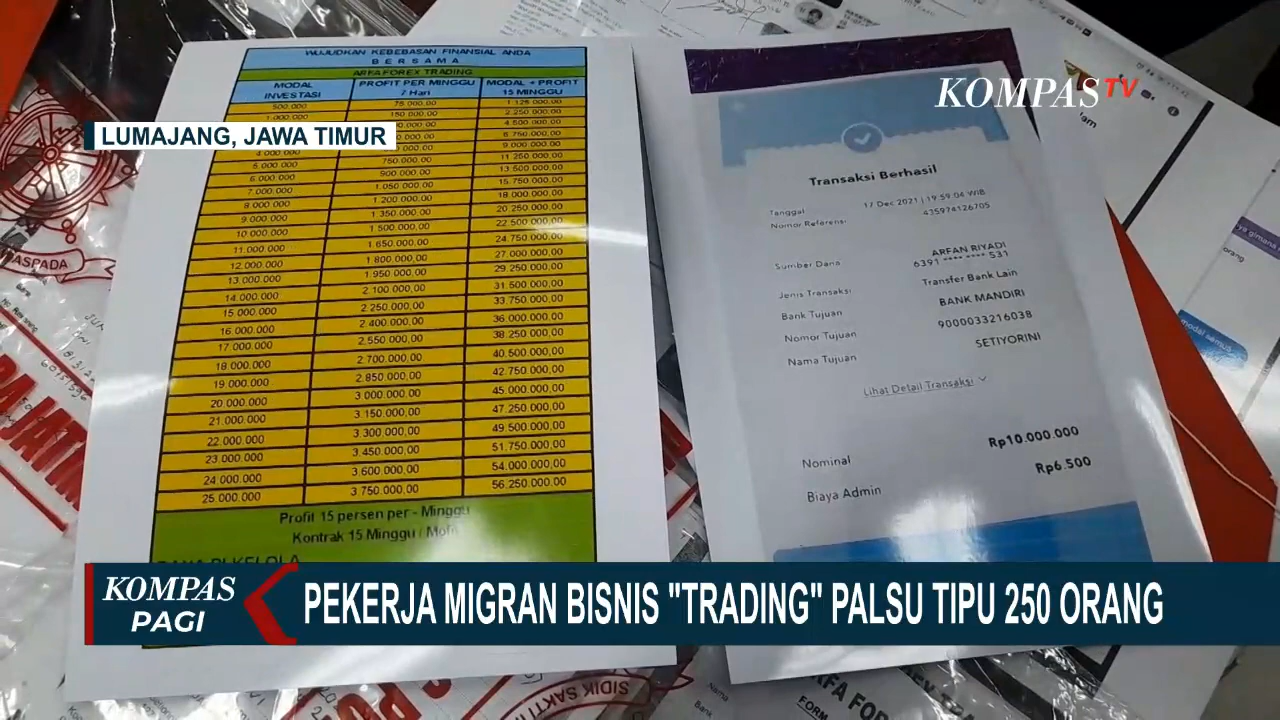 KOMPASTV
LUMAJANG, JAWA TIMUR
WUJUDKAN KEBEBASAN FINANSIAL ANDA
BERSAMA
ARFA FOREX TRADING
MODAL INVESTASI PROFIT PER MINGGU 7 Hari MODAL + PROFIT 15 MINGGU
500.000 75.000,00 1.125.000,00
1.000.000 150.000,00 2.250.000,00
4.500.000,00
6.750.000,00
4.000.000 9.000.000,00
5.000.000 750.000,00 11.250.000,00
6.000.000 900.000,00 13.500.000,00
7.000.000 1.050.000,00 15.750.000,00
8.000.000 1.200.000,00 18.000.000,00
9.000.000 1.350.000,00 20.250.000,00
10.000.000 1.500.000,00 22.500.000,00
11.000.000 1.650.000,00 24.750.000,00
12.000.000 1.800.000,00 27.000.000,00
13.000.000 1.950.000,00 29.250.000,00
14.000.000 2.100.000,00 31.500.000,00
15.000.000 2.250.000,00 33.750.000,00
16.000.000 2.400.000,00 36.000.000,00
17.000.000 2.550.000,00 38.250.000,00
18.000.000 2.700.000,00 40.500.000,00
19.000.000 2.850.000,00 42.750.000,00
20.000.000 3.000.000,00 45.000.000,00
21.000.000 3.150.000,00 47.250.000,00
22.000.000 3.300.000,00 49.500.000,00
23.000.000 3.450.000,00 51.750.000,00
24.000.000 3.600.000,00 54.000.000,00
25.000.000 3.750.000,00 56.250.000,00
Profit 15 persen per - Minggu
Kontrak 15 Minggu /
Transaksi Berhasil
Tanggal 17 Dec 2021 | 19:59:04 WIB
Nomor Referensi 435974126705
Sumber Dana ARFAN RIYADI
6391 **** **** 531
Jenis Transaksi Transfer Bank Lain
Bank Tujuan BANK MANDIRI
Nomor Tujuan 9000033216038
Nama Tujuan SETIYORINI
Lihat Detail Transaksi
Nominal Rp10.000.000
Biaya Admin Rp6.500
modal semua
orang
ASPADA
SIDIK SAKTI
FORM
KOMPAS PAGI
PEKERJA MIGRAN BISNIS "TRADING" PALSU TIPU 250 ORANG